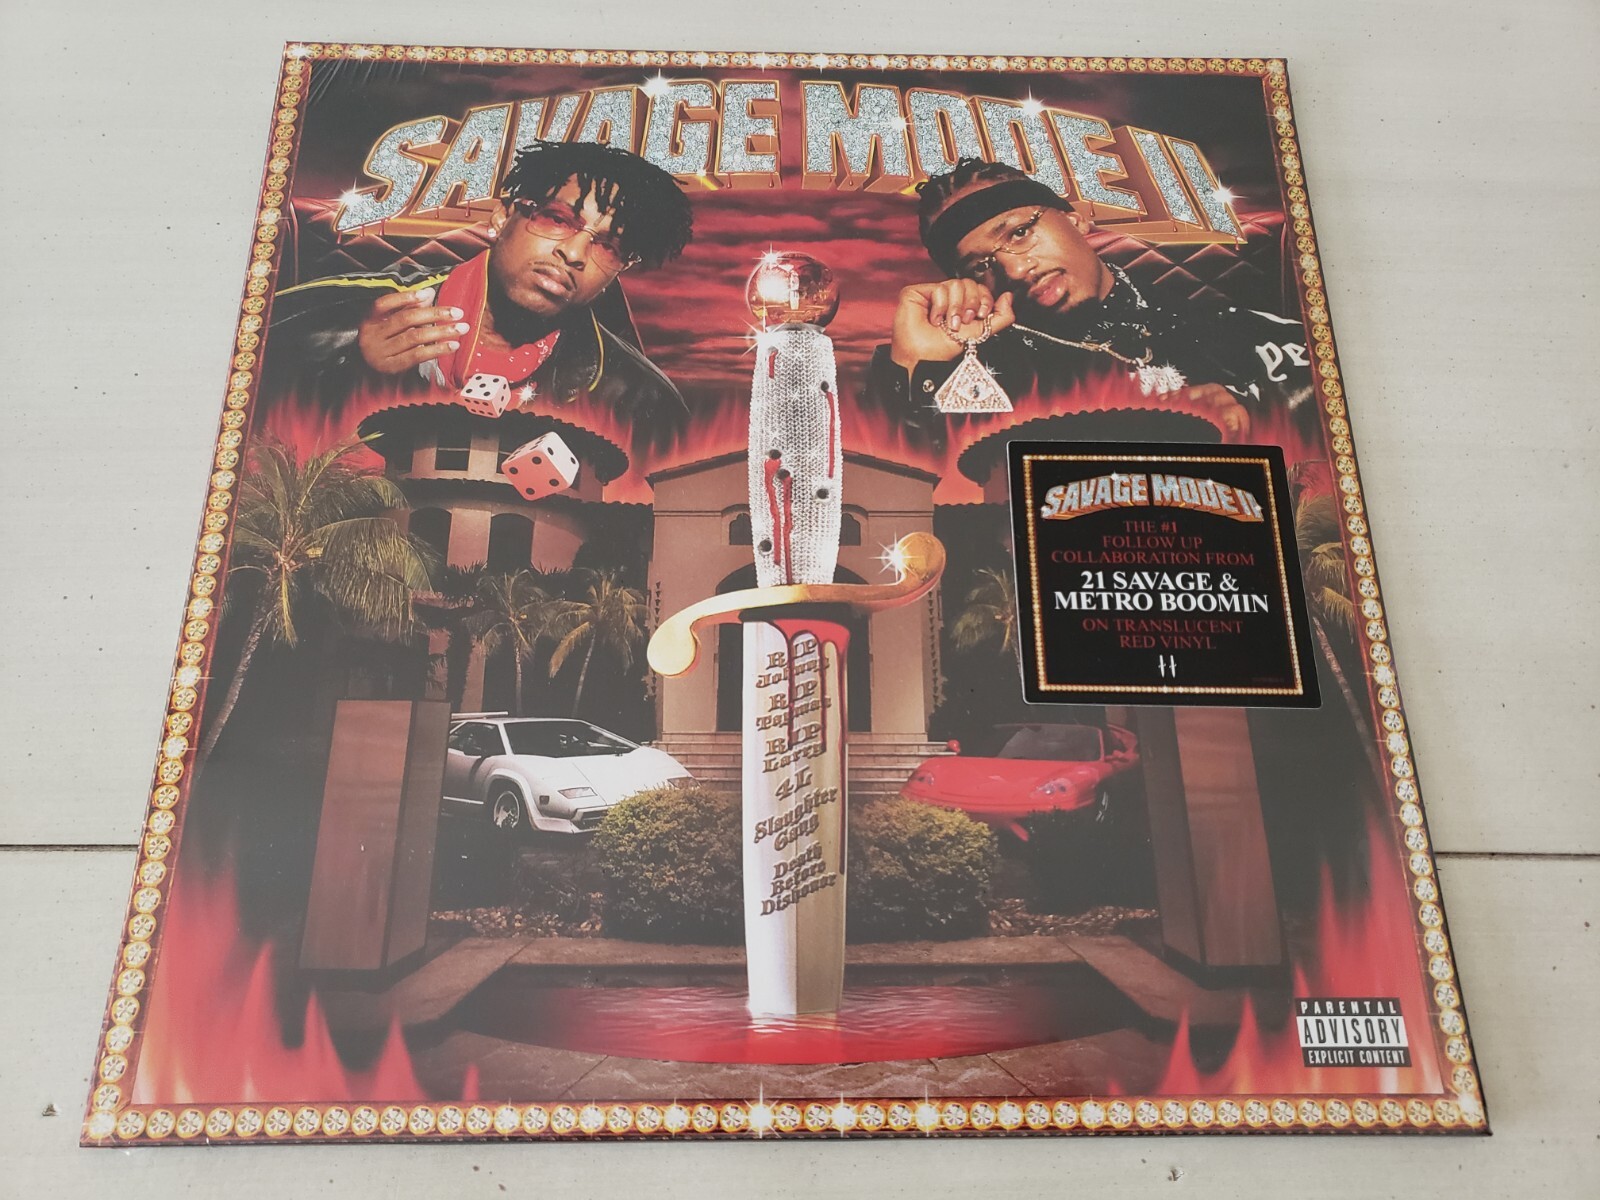 SAVAGE MODE II
Pe
SAVAGE MODE II
THE #1
FOLLOW UP
COLLABORATION FROM
21 SAVAGE &
METRO BOOMIN
ON TRANSLUCENT
RED VINYL
RIP
Johnny
RIP
Tayman
RIP
Larry
4L
Slaughter
Gang
Death
Before
Dishonor
PARENTAL
ADVISORY
EXPLICIT CONTENT